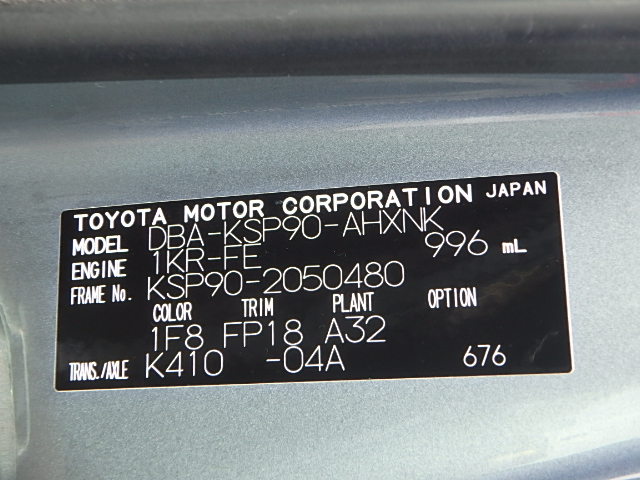 TOYOTA MOTOR CORPORATION JAPAN
MODEL DBA-KSP90-AHXNK
ENGINE 1KR-FE 996 mL
FRAME No. KSP90-2050480
COLOR TRIM PLANT OPTION
1F8 FP18 A32
TRANS./AXLE K410 -04A 676